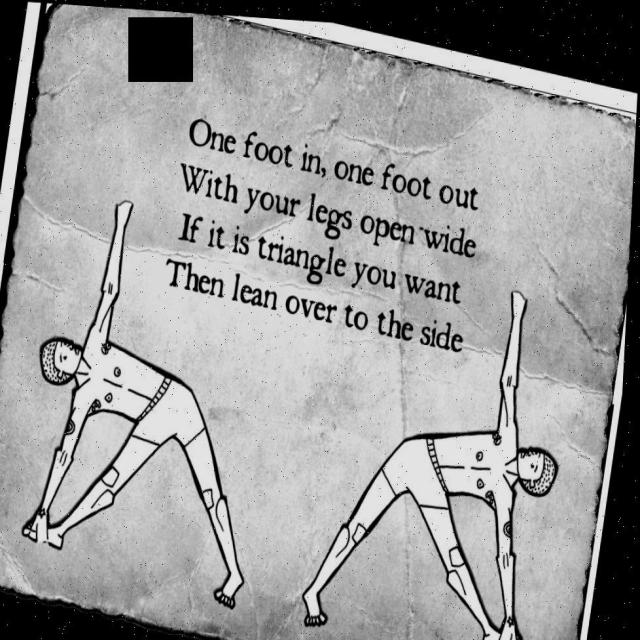 One foot in, one foot out
With your legs open wide
If it is triangle you want
Then lean over to the side